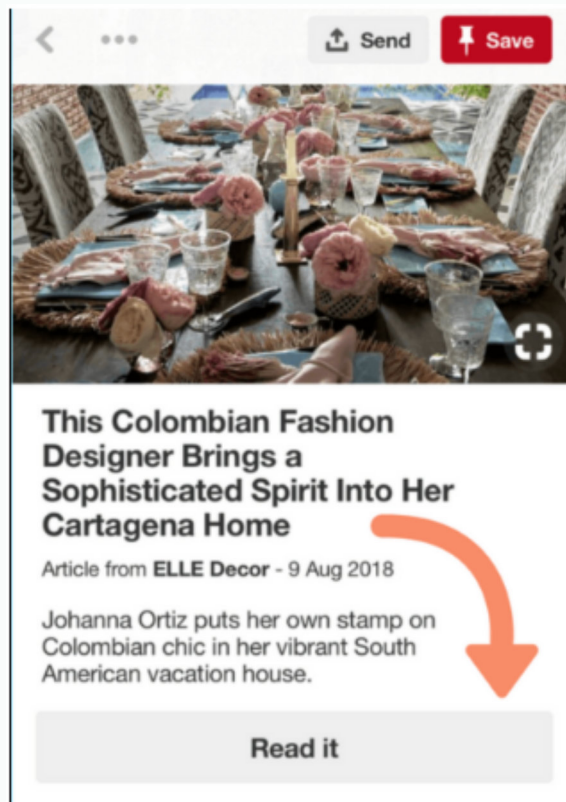 Send Save
This Colombian Fashion
Designer Brings a
Sophisticated Spirit Into Her
Cartagena Home
Article from ELLE Decor - 9 Aug 2018
Johanna Ortiz puts her own stamp on
Colombian chic in her vibrant South
American vacation house.
Read it